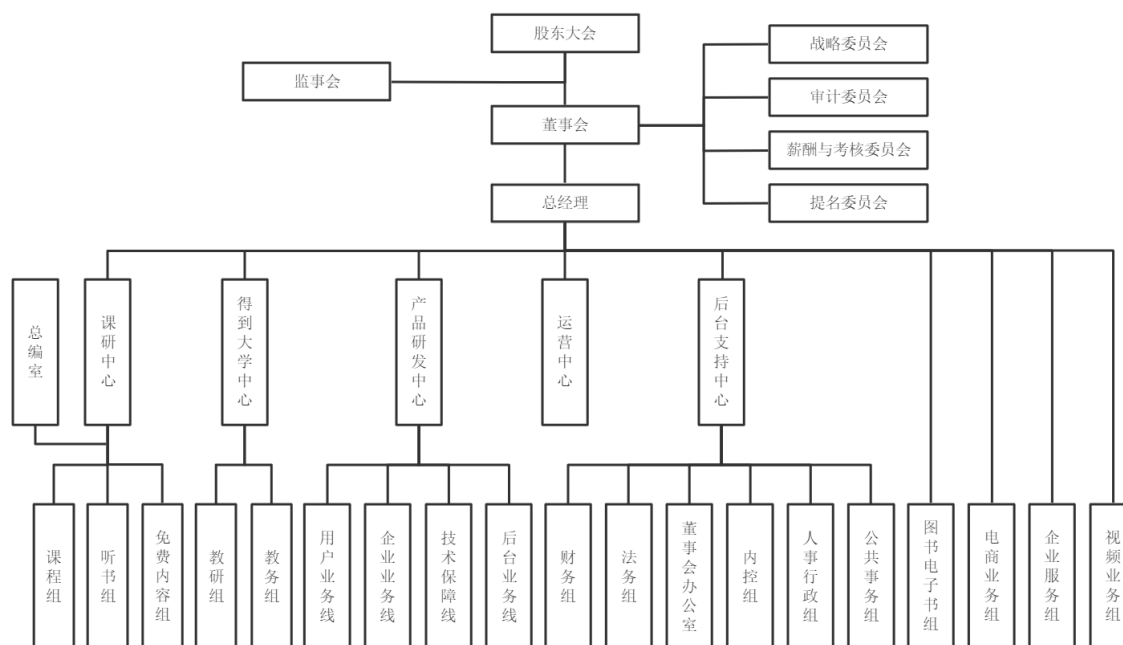 股东大会
战略委员会
监事会
审计委员会
董事会
薪酬与考核委员会
总经理
提名委员会
总编室
课研中心
得到大学中心
产品研发中心
运营中心
后台支持中心
课程组
听书组
免费内容组
教研组
教务组
用户业务线
企业业务线
技术保障线
后台业务线
财务组
法务组
董事会办公室
内控组
人事行政组
公共事务组
图书电子书组
电商业务组
企业服务组
视频业务组